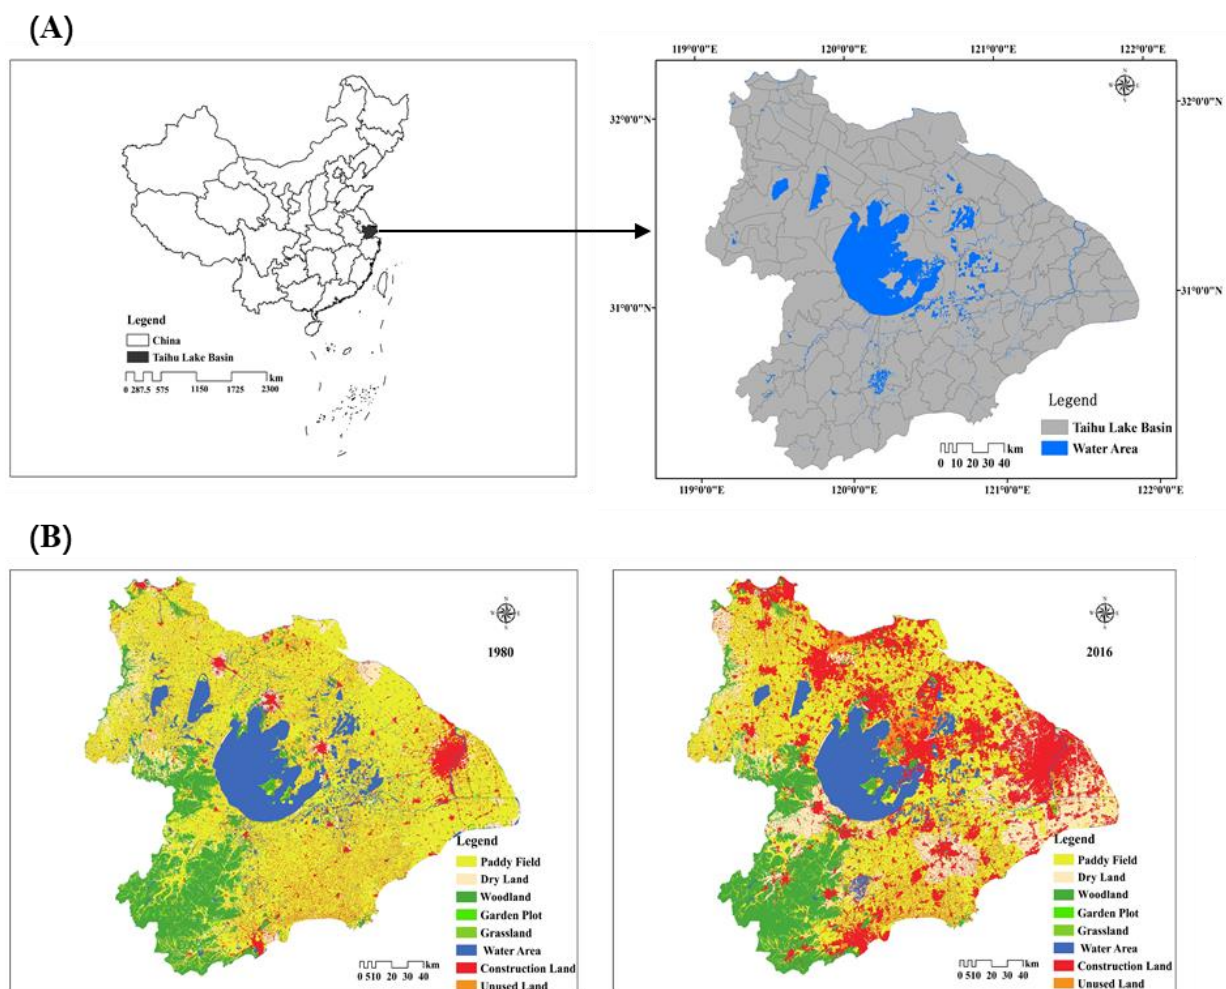 (A)
119°0'0"E 120°0'0"E 121°0'0"E 122°0'0"E
32°0'0"N 32°0'0"N
31°0'0"N 31°0'0"N
Legend
China
Taihu Lake Basin
km
0 287.5 575 1150 1725 2300
Legend
Taihu Lake Basin
Water Area
km
0 10 20 30 40
119°0'0"E 120°0'0"E 121°0'0"E 122°0'0"E
(B)
1980
Legend
Paddy Field
Dry Land
Woodland
Garden Plot
Grassland
Water Area
Construction Land
Unused Land
km
0 510 20 30 40
2016
Legend
Paddy Field
Dry Land
Woodland
Garden Plot
Grassland
Water Area
Construction Land
Unused Land
km
0 510 20 30 40